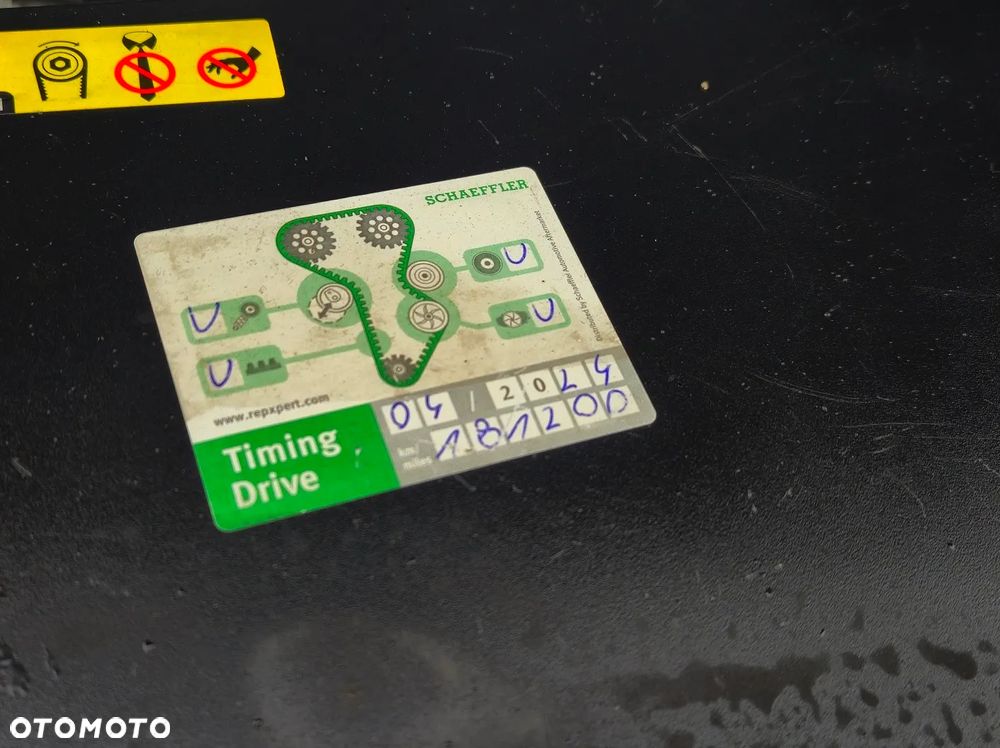 SCHAEFFLER
Distributed by Schaeffler Automotive Aftermarket
www.repxpert.com
04 / 2024
km/
miles
181200
Timing
Drive
OTOMOTO